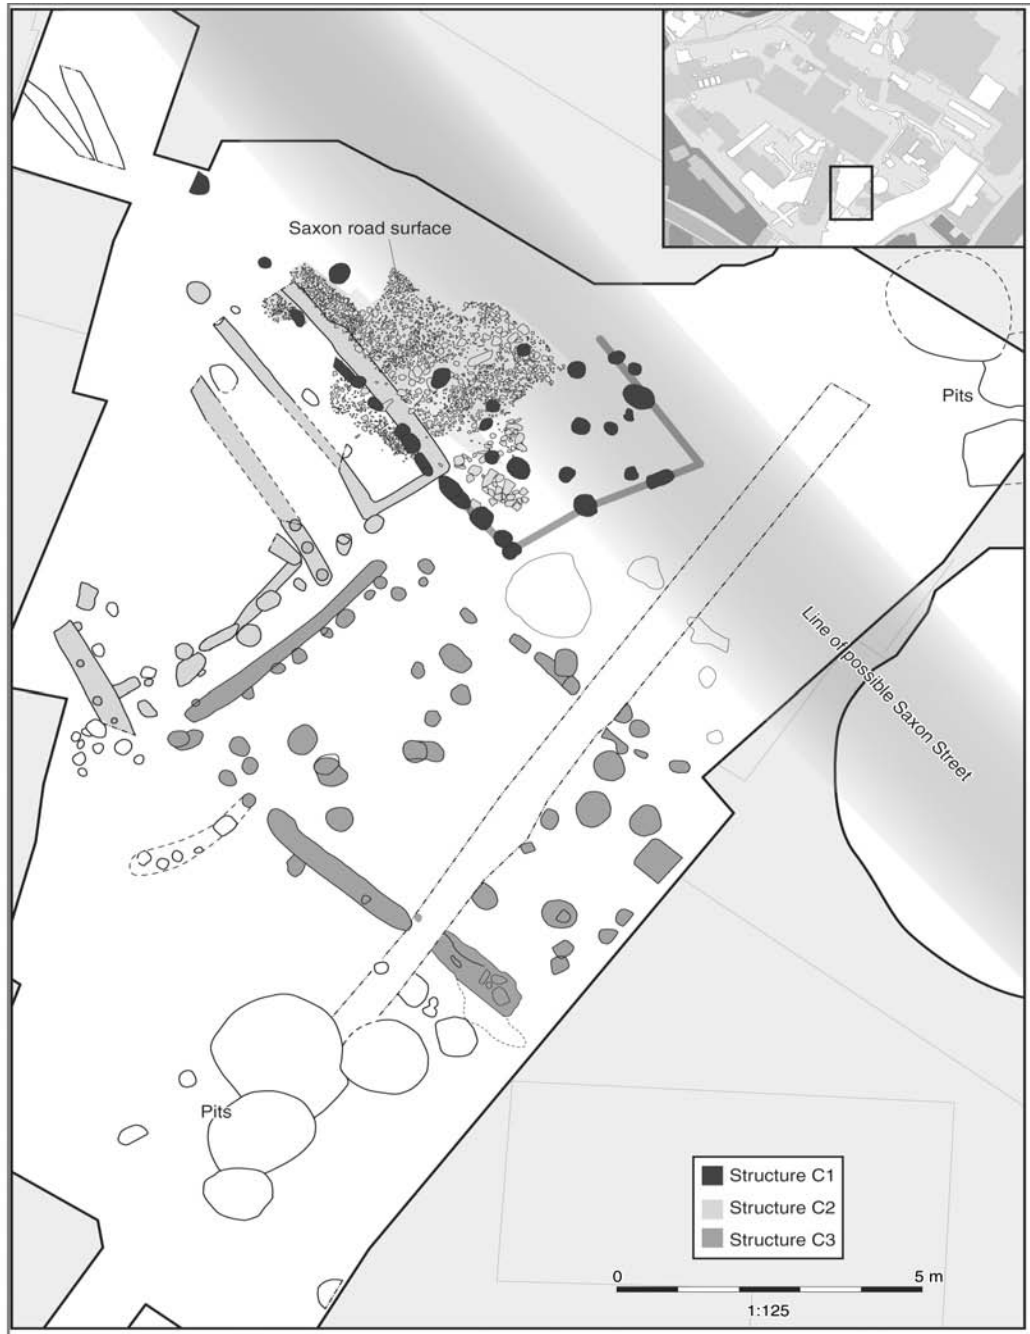 Saxon road surface
Pits
Line of possible Saxon Street
Pits
Structure C1
Structure C2
Structure C3
0 5 m
1:125